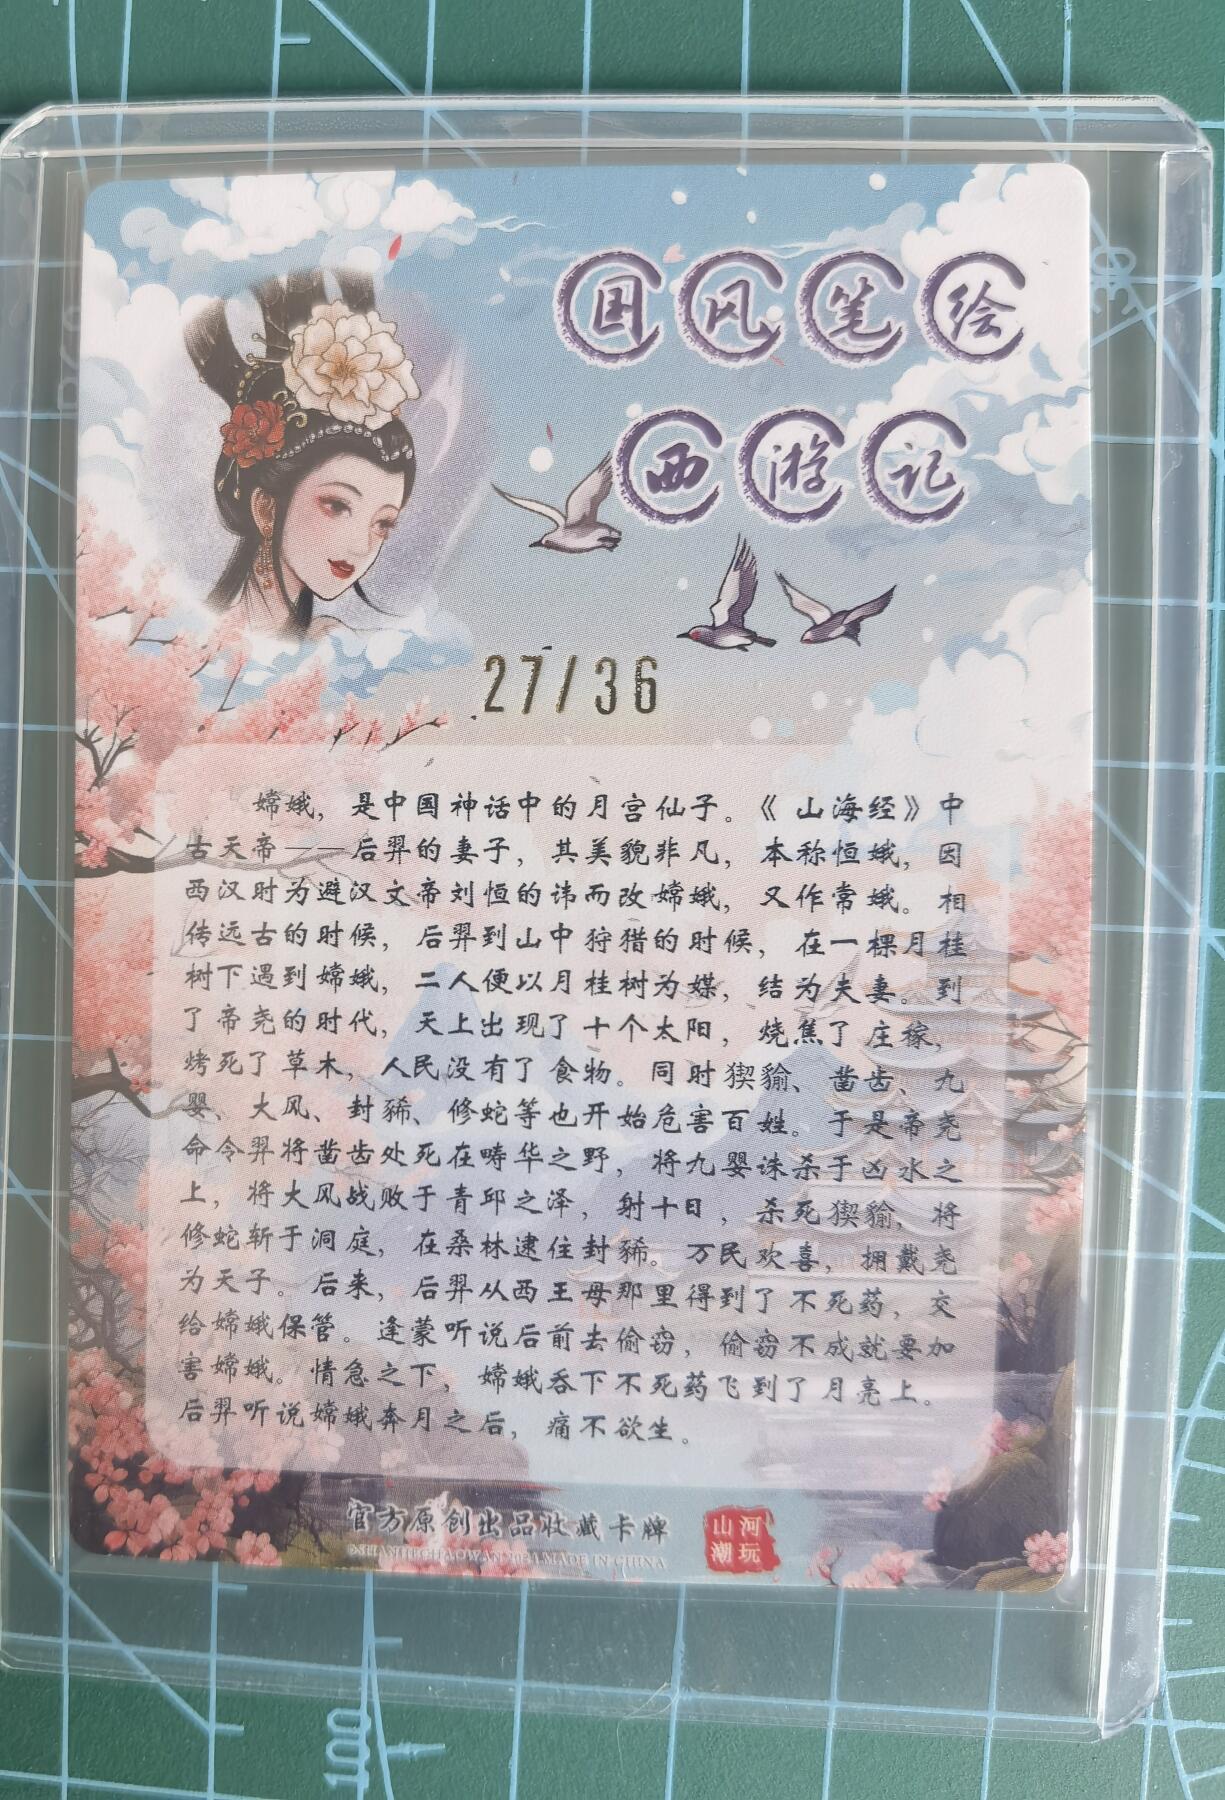 国风笔绘
西游记
27/36
嫦娥，是中国神话中的月宫仙子。《山海经》中
古天帝——后羿的妻子，其美貌非凡，本称恒娥，因
西汉时为避汉文帝刘恒的讳而改嫦娥，又作常娥。相
传远古的时候，后羿到山中狩猎的时候，在一棵月桂
树下遇到嫦娥，二人便以月桂树为媒，结为夫妻。到
了帝尧的时代，天上出现了十个太阳，烧焦了庄稼，
烤死了草木，人民没有了食物。同时猰貐、凿齿、九
婴、大风、封豨、修蛇等也开始危害百姓。于是帝尧
命令羿将凿齿处死在畴华之野，将九婴诛杀于凶水之
上，将大风战败于青邱之泽，射十日，杀死猰貐，将
修蛇斩于洞庭，在桑林逮住封豨。万民欢喜，拥戴尧
为天子。后来，后羿从西王母那里得到了不死药，交
给嫦娥保管。逢蒙听说后前去偷窃，偷窃不成就要加
害嫦娥。情急之下，嫦娥吞下不死药飞到了月亮上。
后羿听说嫦娥奔月之后，痛不欲生。
官方原创出品收藏卡牌
©SHANHECHAOWAN 2024 MADE IN CHINA
山河
潮玩
100